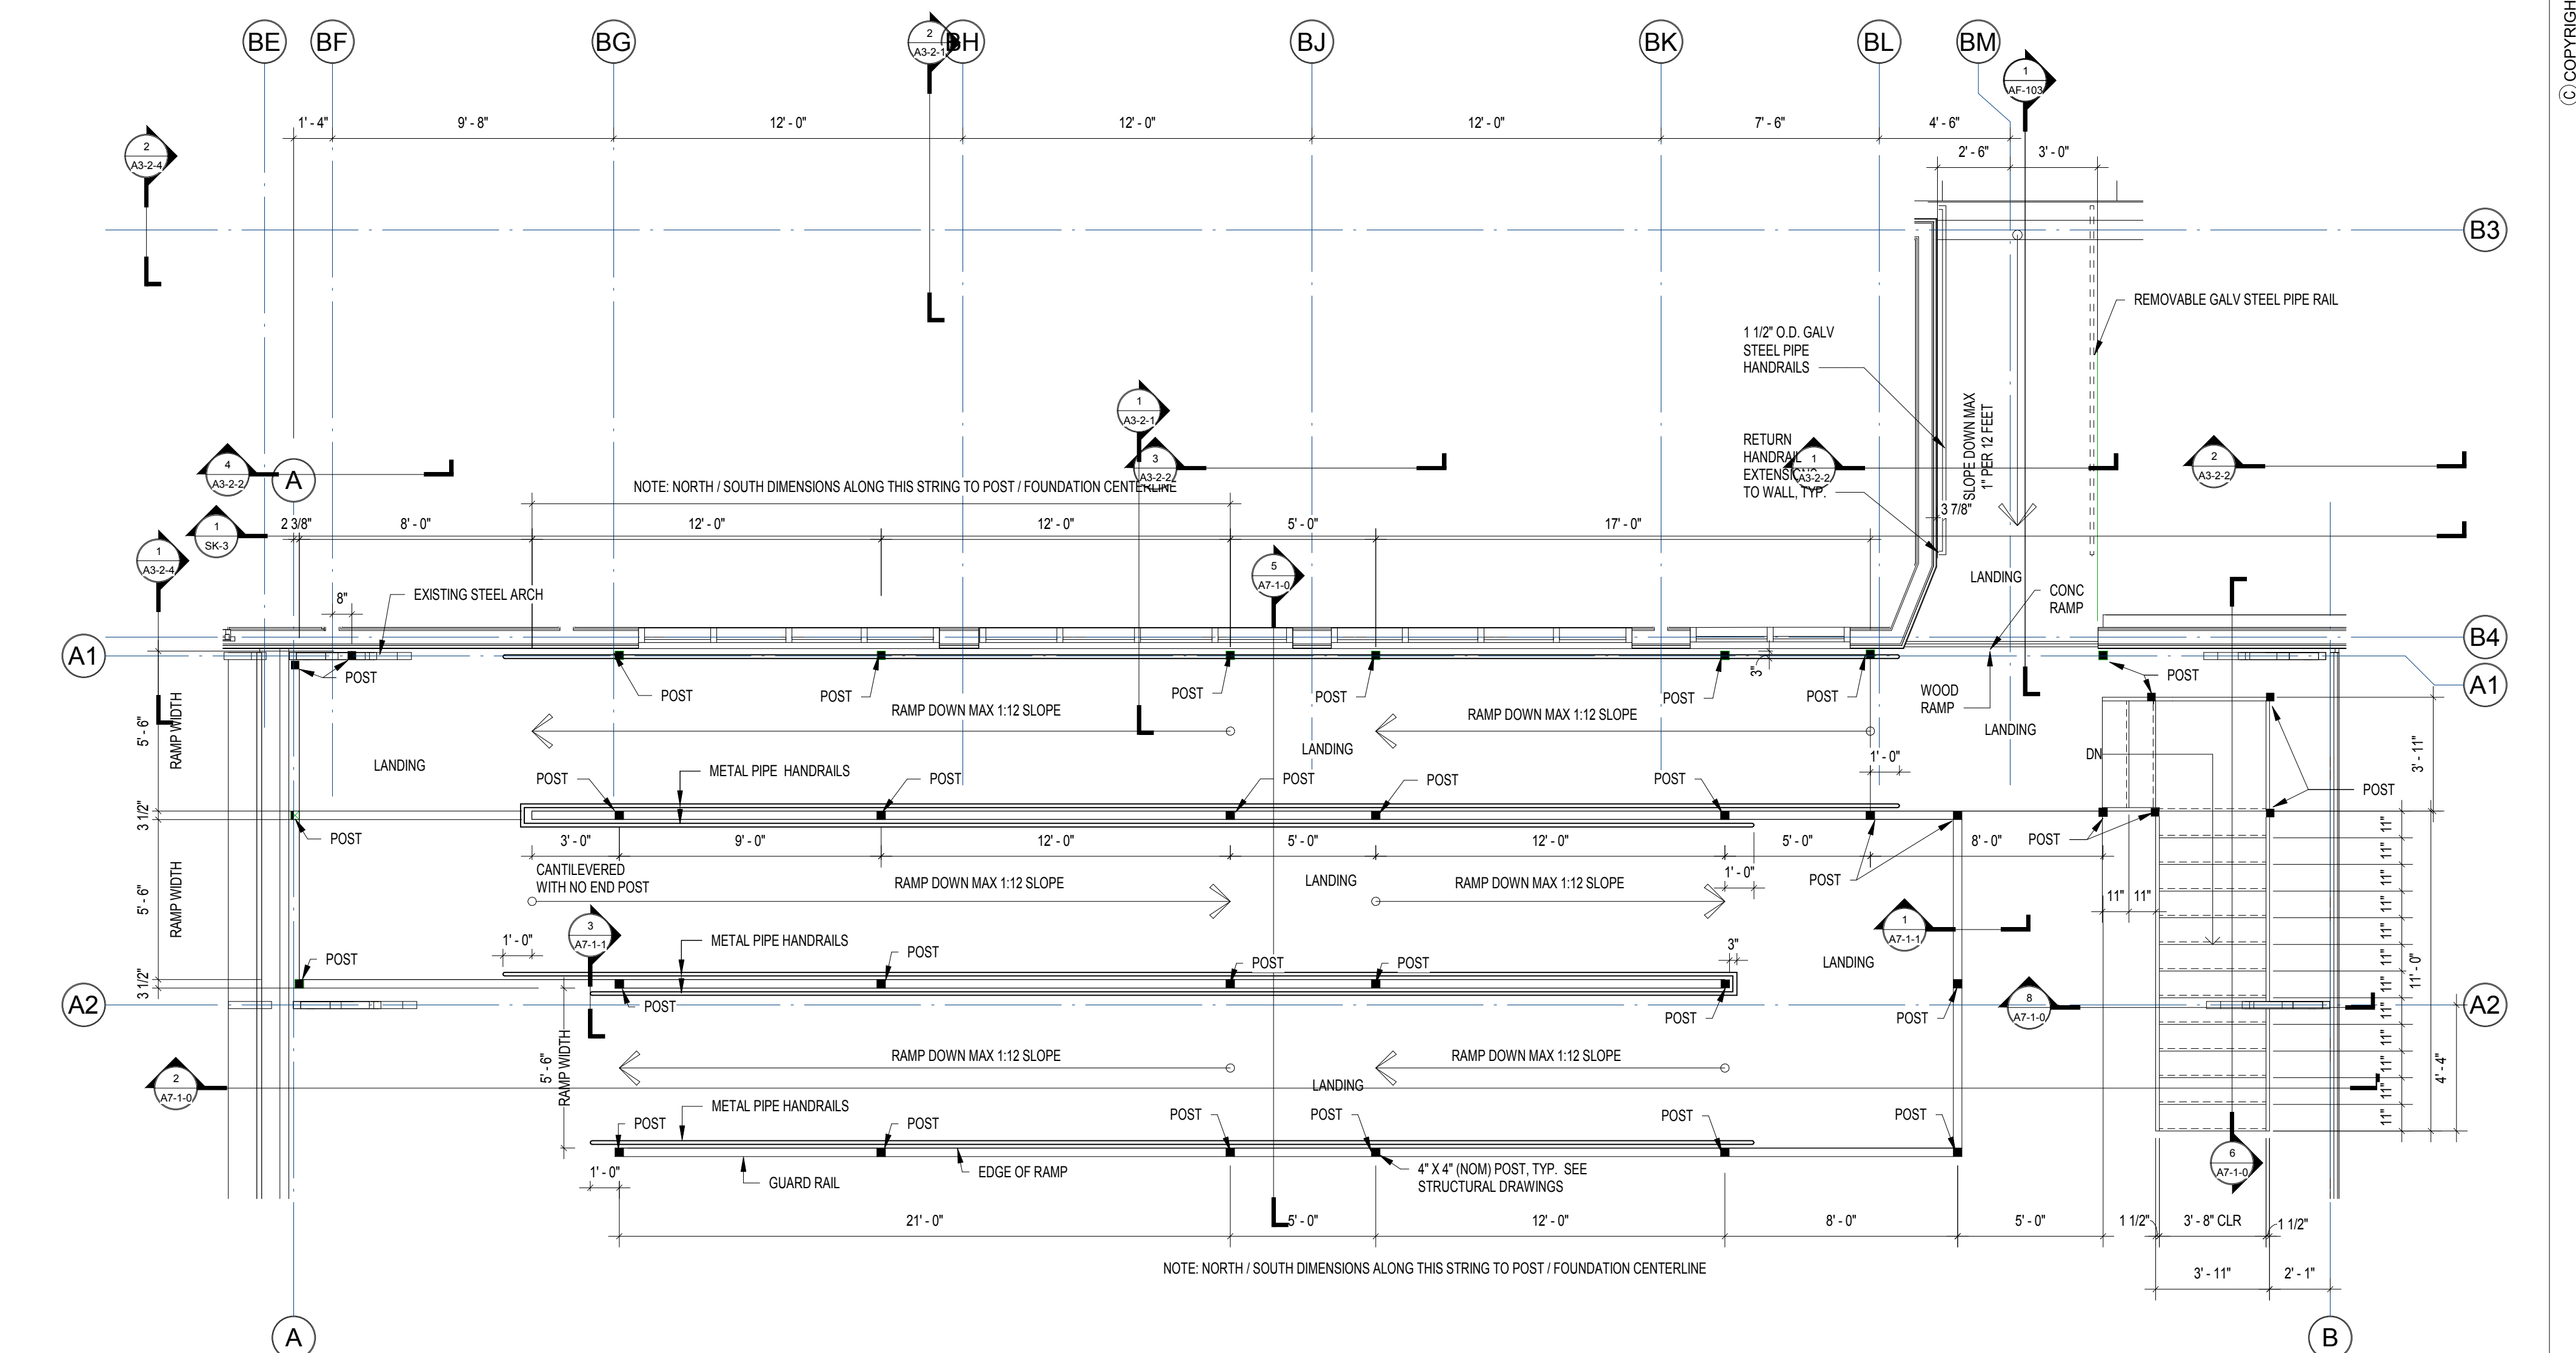 © COPYRIGH
BE
BF
BG
2
A3-2-1
BH
BJ
BK
BL
BM
1
AF-103
1' - 4"
9' - 8"
12' - 0"
12' - 0"
12' - 0"
7' - 6"
4' - 6"
2
A3-2-4
2' - 6"
3' - 0"
B3
REMOVABLE GALV STEEL PIPE RAIL
1 1/2" O.D. GALV
STEEL PIPE
HANDRAILS
SLOPE DOWN MAX
1" PER 12 FEET
1
A3-2-1
RETURN
HANDRAIL
EXTENSIONS
TO WALL, TYP.
4
A3-2-2
A
3
A3-2-2
1
A3-2-2
2
A3-2-2
NOTE: NORTH / SOUTH DIMENSIONS ALONG THIS STRING TO POST / FOUNDATION CENTERLINE
3 7/8"
1
SK-3
2 3/8"
8' - 0"
12' - 0"
12' - 0"
5' - 0"
17' - 0"
1
A3-2-4
5
A7-1-0
LANDING
8"
EXISTING STEEL ARCH
CONC
RAMP
A1
B4
A1
POST
POST
POST
POST
POST
POST
POST
3"
POST
WOOD
RAMP
LANDING
5' - 6"
RAMP WIDTH
RAMP DOWN MAX 1:12 SLOPE
RAMP DOWN MAX 1:12 SLOPE
LANDING
LANDING
DN
1' - 0"
3' - 11"
POST
METAL PIPE HANDRAILS
POST
POST
POST
POST
POST
3 1/2"
POST
3' - 0"
9' - 0"
12' - 0"
5' - 0"
12' - 0"
5' - 0"
8' - 0"
POST
CANTILEVERED
WITH NO END POST
RAMP DOWN MAX 1:12 SLOPE
LANDING
RAMP DOWN MAX 1:12 SLOPE
1' - 0"
POST
11"
11"
5' - 6"
RAMP WIDTH
3
A7-1-1
1
A7-1-1
1' - 0"
METAL PIPE HANDRAILS
POST
3"
POST
POST
POST
LANDING
3 1/2"
A2
POST
POST
POST
8
A7-1-0
A2
11"
11"
11"
11"
11"
11"
11"
11"
11"
11"
11"
11"
11' - 0"
4' - 4"
5' - 6"
RAMP WIDTH
RAMP DOWN MAX 1:12 SLOPE
RAMP DOWN MAX 1:12 SLOPE
LANDING
2
A7-1-0
METAL PIPE HANDRAILS
POST
POST
POST
POST
POST
POST
1' - 0"
GUARD RAIL
EDGE OF RAMP
4" X 4" (NOM) POST, TYP. SEE
STRUCTURAL DRAWINGS
6
A7-1-0
21' - 0"
5' - 0"
12' - 0"
8' - 0"
5' - 0"
1 1/2"
3' - 8" CLR
1 1/2"
NOTE: NORTH / SOUTH DIMENSIONS ALONG THIS STRING TO POST / FOUNDATION CENTERLINE
3' - 11"
2' - 1"
A
B